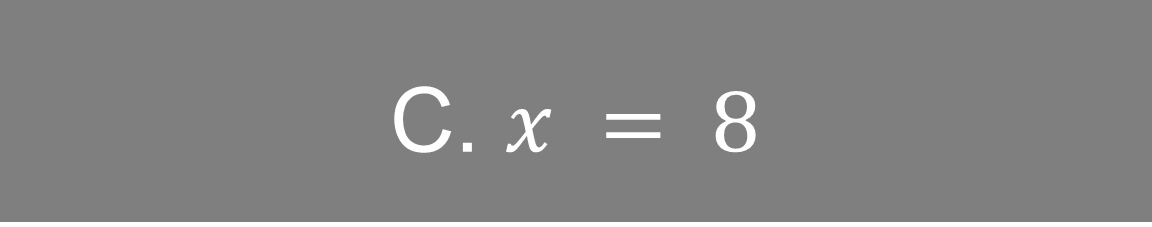 C. x = 8